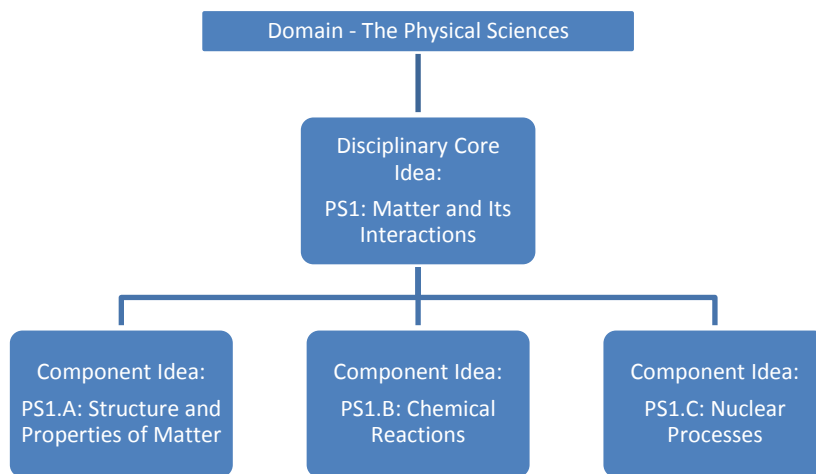 Domain - The Physical Sciences
Disciplinary Core
Idea:
PS1: Matter and Its
Interactions
Component Idea:
PS1.A: Structure and
Properties of Matter
Component Idea:
PS1.B: Chemical
Reactions
Component Idea:
PS1.C: Nuclear
Processes